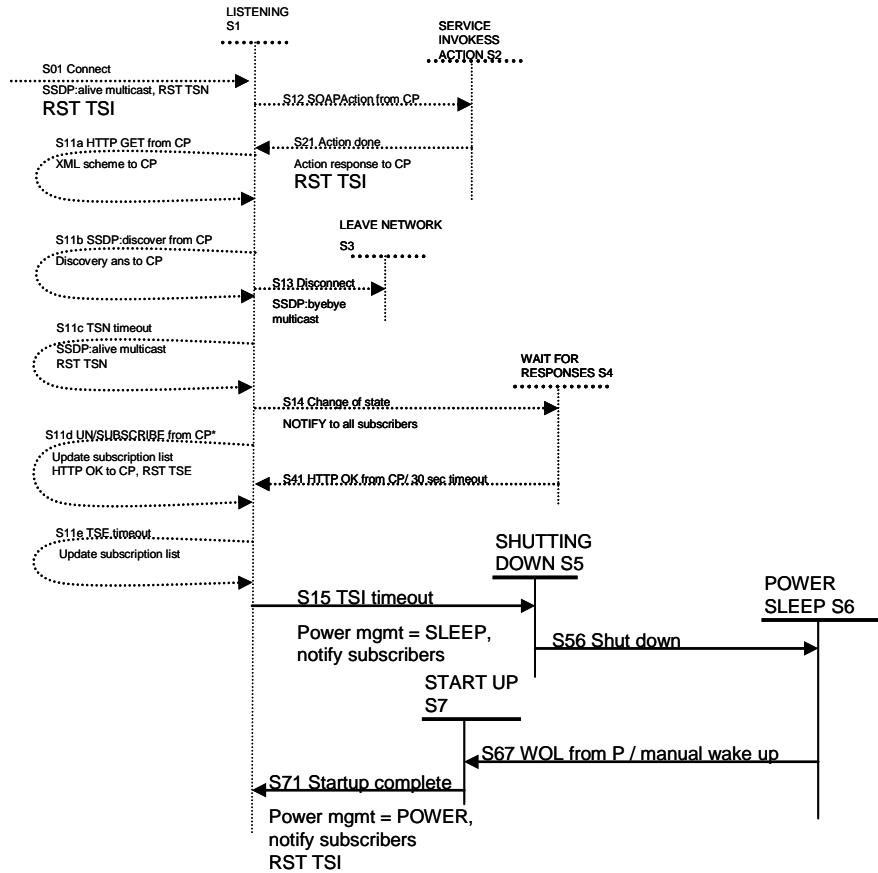 LISTENING
S1
SERVICE
INVOKESS
ACTION S2
S01 Connect
SSDP:alive multicast, RST TSN
RST TSI
S12 SOAPAction from CP
S21 Action done
Action response to CP
RST TSI
S11a HTTP GET from CP
XML scheme to CP
LEAVE NETWORK
S3
S11b SSDP:discover from CP
Discovery ans to CP
S13 Disconnect
SSDP:byebye
multicast
S11c TSN timeout
SSDP:alive multicast
RST TSN
WAIT FOR
RESPONSES S4
S14 Change of state
NOTIFY to all subscribers
S11d UN/SUBSCRIBE from CP*
Update subscription list
HTTP OK to CP, RST TSE
S41 HTTP OK from CP/ 30 sec timeout
S11e TSE timeout
Update subscription list
SHUTTING
DOWN S5
S15 TSI timeout
Power mgmt = SLEEP,
notify subscribers
POWER
SLEEP S6
S56 Shut down
START UP
S7
S67 WOL from P / manual wake up
S71 Startup complete
Power mgmt = POWER,
notify subscribers
RST TSI